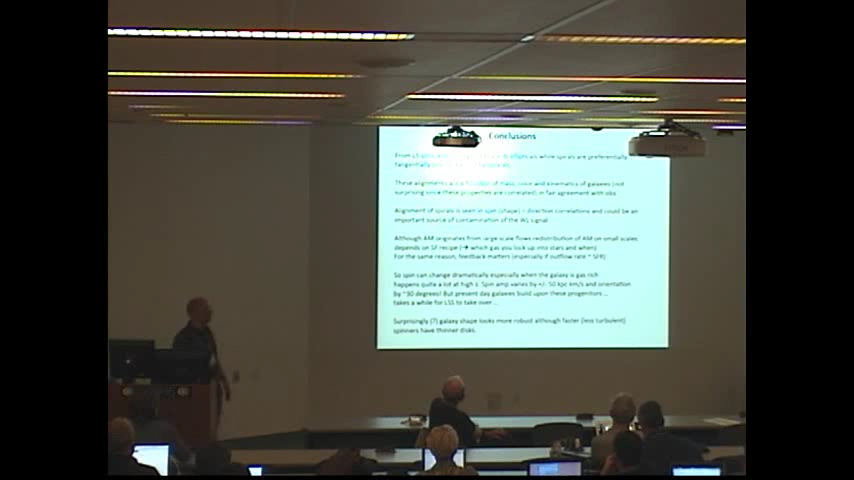 Conclusions
From ellipticals while spirals are preferentially
tangentially
These alignments are a function of mass, color and kinematics of galaxies (not
surprising since these properties are correlated) in fair agreement with obs
Alignment of spirals is seen in spin (shape) – direction correlations and could be an
important source of contamination of the WL signal
Although AM originates from large scale flows redistribution of AM on small scales
depends on SF recipe (→ which gas you lock up into stars and when)
For the same reason, feedback matters (especially if outflow rate ~ SFR)
So spin can change dramatically especially when the galaxy is gas rich
happens quite a lot at high z. Spin amp varies by +/- 50 kpc km/s and orientation
by ~30 degrees! But present day galaxies build upon these progenitors ...
takes a while for LSS to take over ...
Surprisingly (?) galaxy shape looks more robust although faster (less turbulent)
spinners have thinner disks.